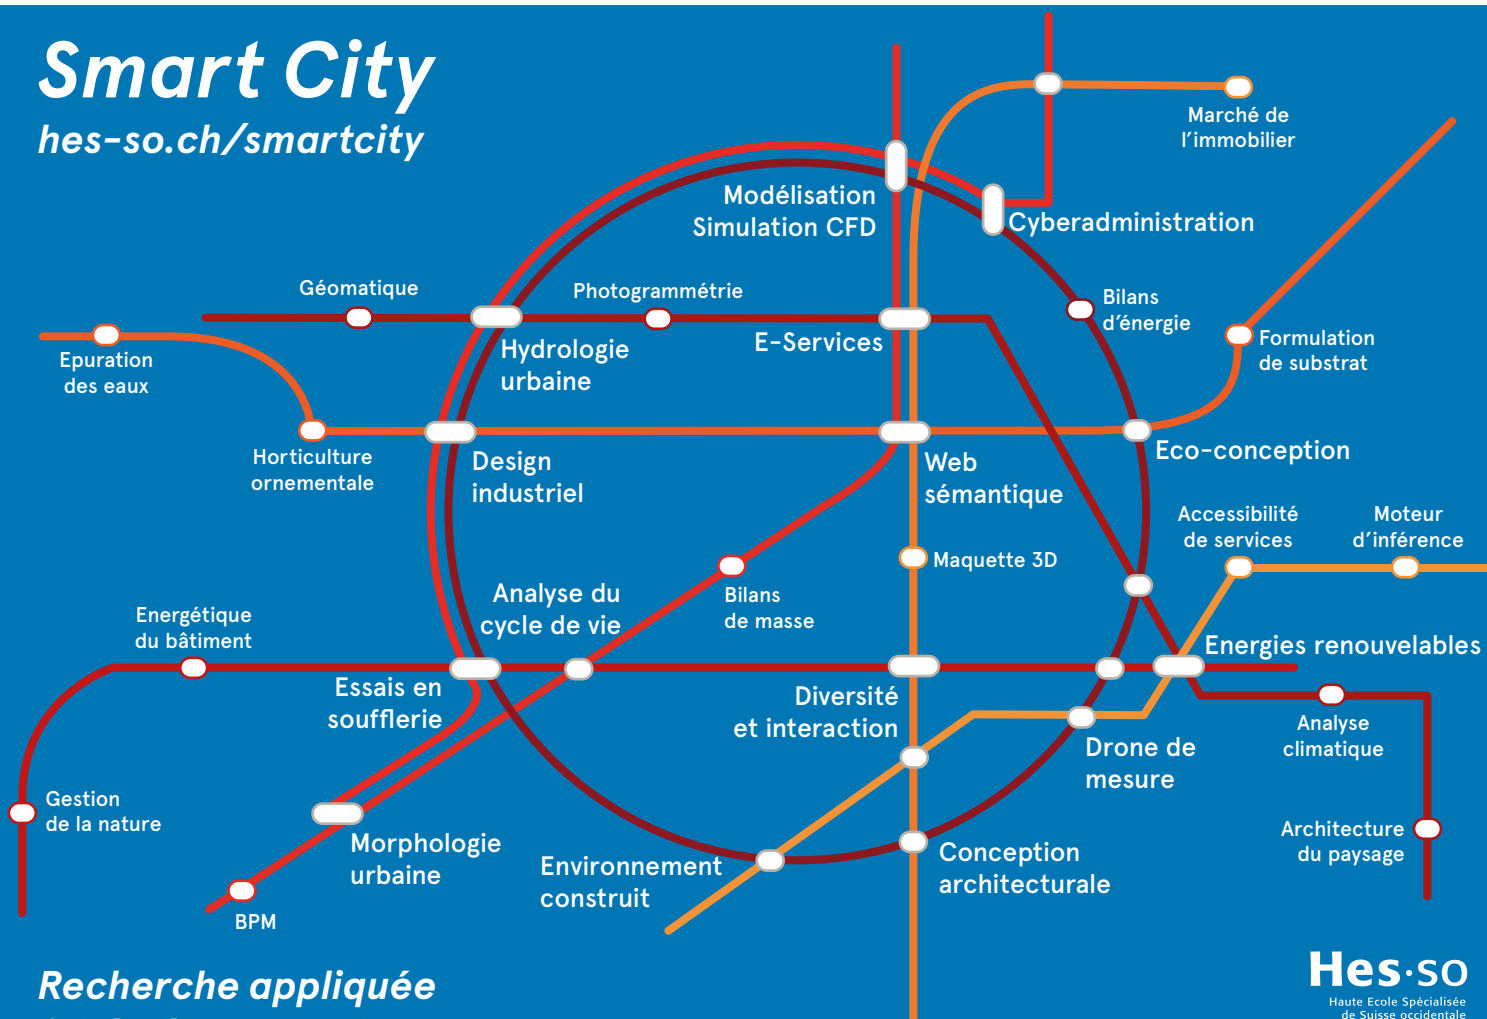 Smart City
hes-so.ch/smartcity
Marché de
l'immobilier
Modélisation
Simulation CFD
Cyberadministration
Géomatique
Photogrammétrie
Bilans
d'énergie
Epuration
des eaux
Hydrologie
urbaine
E-Services
Formulation
de substrat
Horticulture
ornementale
Design
industriel
Web
sémantique
Eco-conception
Accessibilité
de services
Moteur
d'inférence
Maquette 3D
Analyse du
cycle de vie
Bilans
de masse
Energétique
du bâtiment
Energies renouvelables
Essais en
soufflerie
Diversité
et interaction
Analyse
climatique
Drone de
mesure
Gestion
de la nature
Morphologie
urbaine
Architecture
du paysage
Environnement
construit
Conception
architecturale
BPM
Recherche appliquée
Hes·so
Haute Ecole Spécialisée
de Suisse occidentale